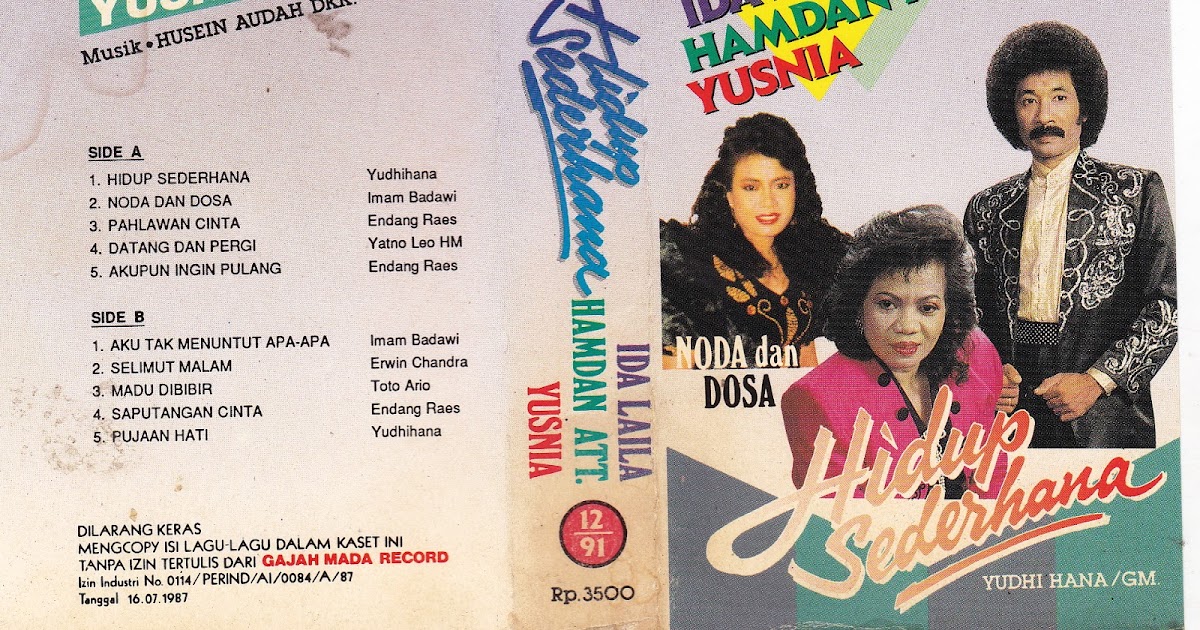 YUSN
Musik • HUSEIN AUDAH DKK.
SIDE A
1. HIDUP SEDERHANA Yudhihana
2. NODA DAN DOSA Imam Badawi
3. PAHLAWAN CINTA Endang Raes
4. DATANG DAN PERGI Yatno Leo HM
5. AKUPUN INGIN PULANG Endang Raes
SIDE B
1. AKU TAK MENUNTUT APA-APA Imam Badawi
2. SELIMUT MALAM Erwin Chandra
3. MADU DIBIBIR Toto Ario
4. SAPUTANGAN CINTA Endang Raes
5. PUJAAN HATI Yudhihana
DILARANG KERAS
MENGCOPY ISI LAGU-LAGU DALAM KASET INI
TANPA IZIN TERTULIS DARI GAJAH MADA RECORD
Izin Industri No. 0114/PERIND/AI/0084/A/87
Tanggal 16.07.1987
Hidup
Sederhana
IDA LAILA
HAMDAN ATT.
YUSNIA
12
91
Rp.3500
IDA
HAMDAN
YUSNIA
NODA dan
DOSA
Hidup
Sederhana
YUDHI HANA/GM.